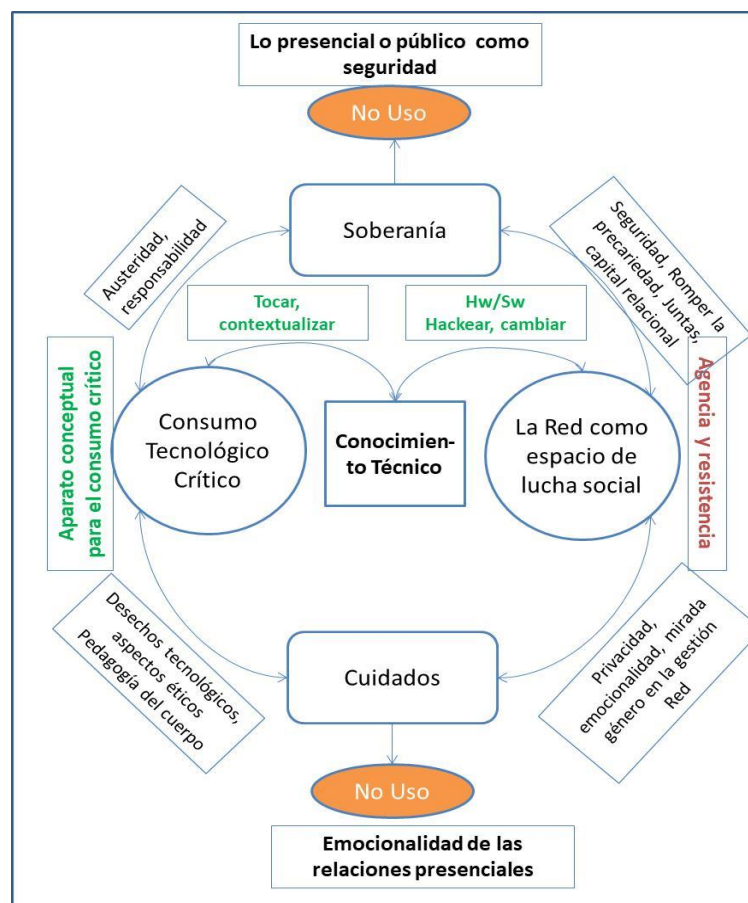 Lo presencial o público como
seguridad
No Uso
Soberanía
Austeridad,
responsabilidad
Seguridad, Romper la
precariedad, Juntas,
capital relacional
Tocar,
contextualizar
Hw/Sw
Hackear, cambiar
Aparato conceptual
para el consumo crítico
Consumo
Tecnológico
Crítico
Conocimien-
to Técnico
La Red como
espacio de
lucha social
Agencia y resistencia
Desechos tecnológicos,
aspectos éticos
Pedagogía del cuerpo
Cuidados
Privacidad,
emocionalidad, mirada
género en la gestión
Red
No Uso
Emocionalidad de las
relaciones presenciales